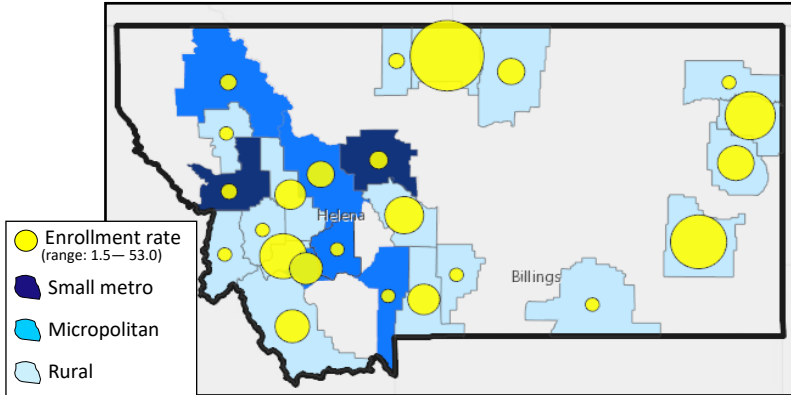 Helena
Billings
Enrollment rate
(range: 1.5— 53.0)
Small metro
Micropolitan
Rural